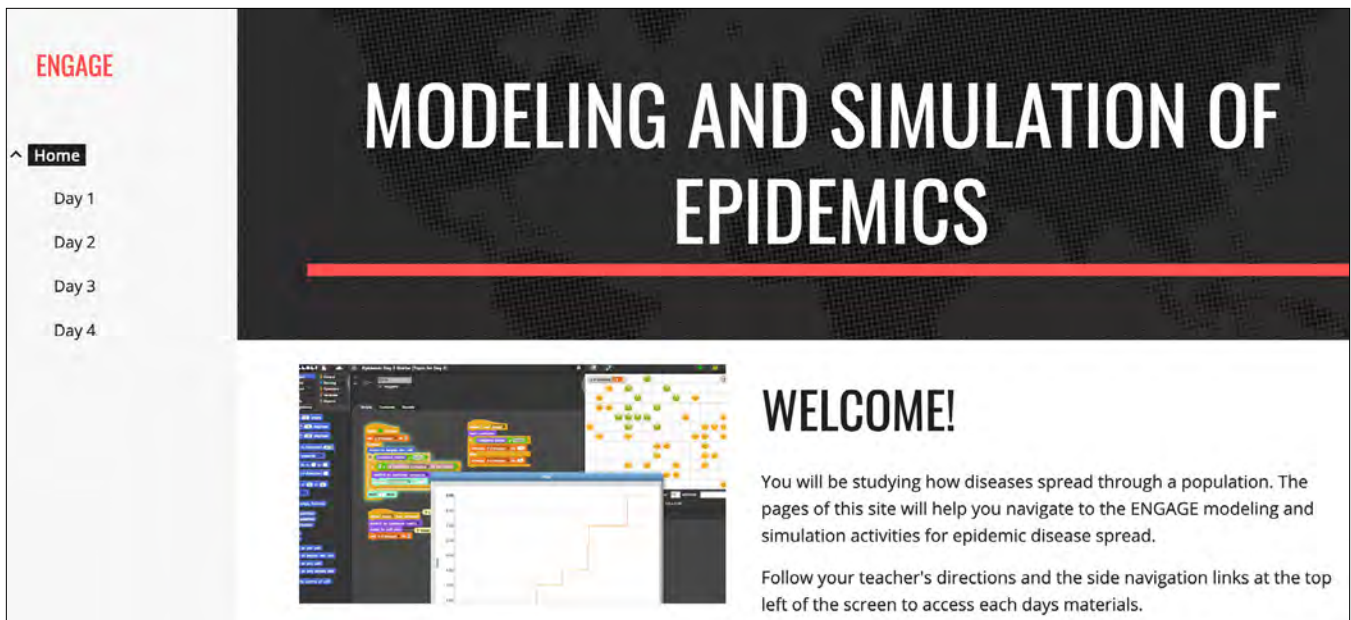 ENGAGE
Home
Day 1
Day 2
Day 3
Day 4
MODELING AND SIMULATION OF
EPIDEMICS
WELCOME!
You will be studying how diseases spread through a population. The
pages of this site will help you navigate to the ENGAGE modeling and
simulation activities for epidemic disease spread.
Follow your teacher's directions and the side navigation links at the top
left of the screen to access each days materials.